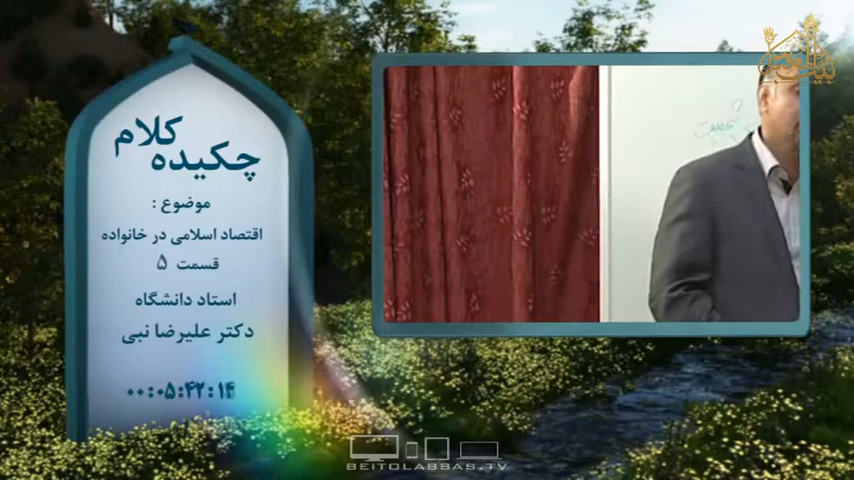 چکیده کلام
موضوع :
اقتصاد اسلامی در خانواده
قسمت ۵
استاد دانشگاه
دکتر علیرضا نبی
۰۰:۰۵:۴۲:۱۴
BEITOLABBAS.TV